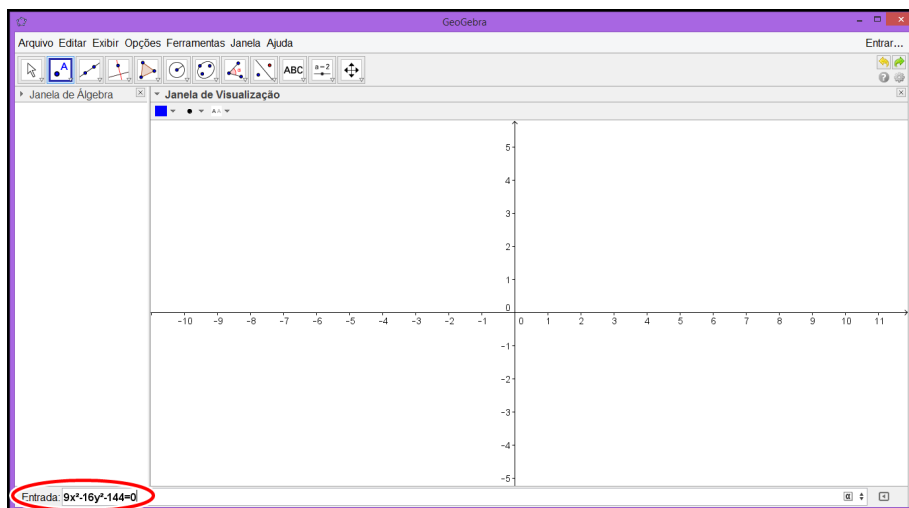 GeoGebra
Arquivo Editar Exibir Opções Ferramentas Janela Ajuda Entrar...
A α ABC a=2
Janela de Álgebra Janela de Visualização
AA
5
4
3
2
1
0
-10 -9 -8 -7 -6 -5 -4 -3 -2 -1 0 1 2 3 4 5 6 7 8 9 10 11
-1
-2
-3
-4
-5
Entrada: 9x²-16y²-144=0 α